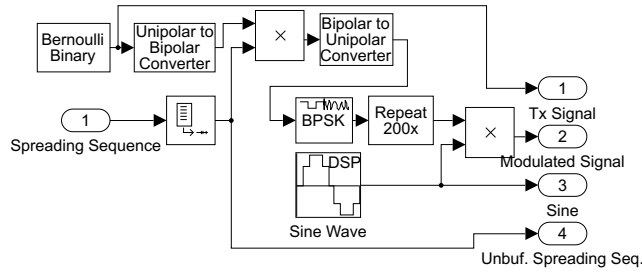 Bernoulli
Binary
Unipolar to
Bipolar
Converter
×
Bipolar to
Unipolar
Converter
1
Spreading Sequence
BPSK
Repeat
200x
×
DSP
Sine Wave
1
Tx Signal
2
Modulated Signal
3
Sine
4
Unbuf. Spreading Seq.